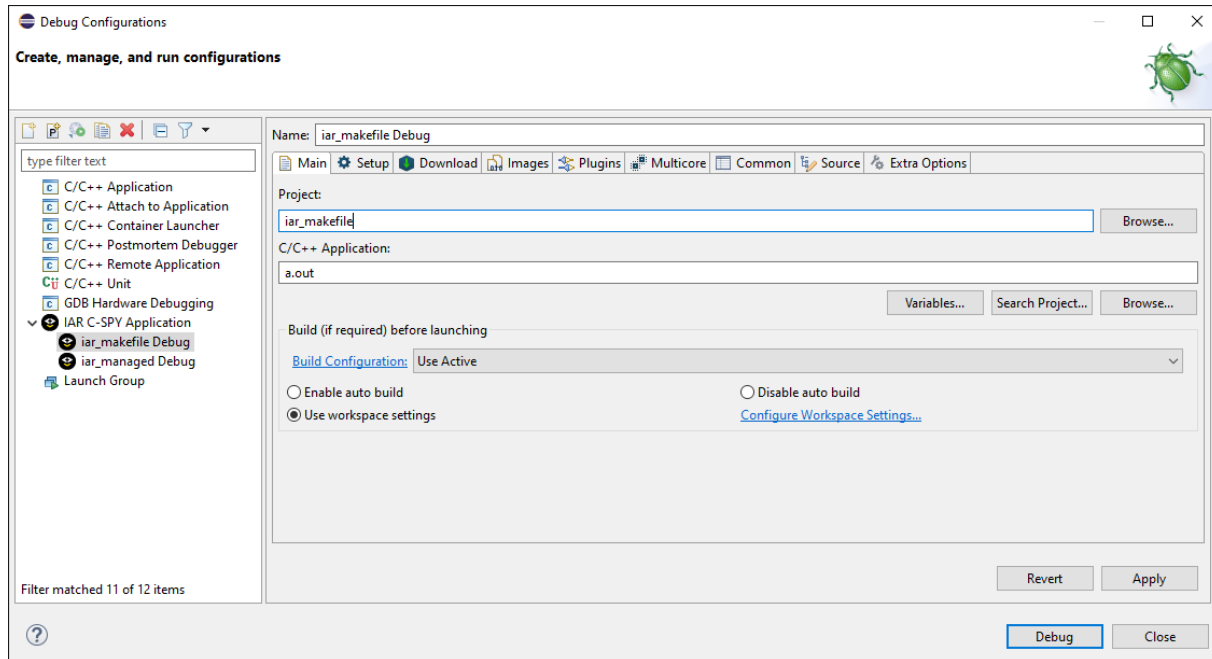 Debug Configurations
Create, manage, and run configurations
type filter text
C/C++ Application
C/C++ Attach to Application
C/C++ Container Launcher
C/C++ Postmortem Debugger
C/C++ Remote Application
C/C++ Unit
GDB Hardware Debugging
IAR C-SPY Application
iar_makefile Debug
iar_managed Debug
Launch Group
Filter matched 11 of 12 items
Name: iar_makefile Debug
Main Setup Download Images Plugins Multicore Common Source Extra Options
Project:
iar_makefile Browse...
C/C++ Application:
a.out
Variables... Search Project... Browse...
Build (if required) before launching
Build Configuration: Use Active
Enable auto build Disable auto build
Use workspace settings Configure Workspace Settings...
Revert Apply
Debug Close